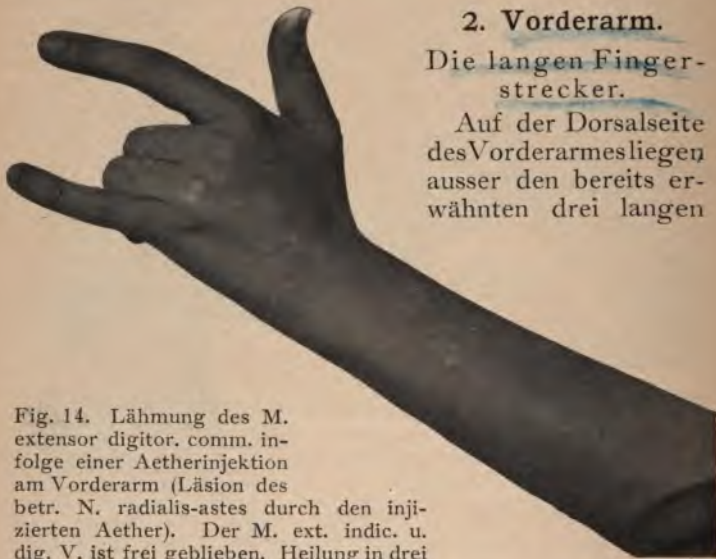 2. Vorderarm.
Die langen Finger-
strecker.
Auf der Dorsalseite
des Vorderarmes liegen
ausser den bereits er-
wähnten drei langen
Fig. 14. Lähmung des M.
extensor digitor. comm. in-
folge einer Aetherinjektion
am Vorderarm (Läsion des
betr. N. radialis-astes durch den inji-
zierten Aether). Der M. ext. indic. u.
dig. V. ist frei geblieben. Heilung in drei